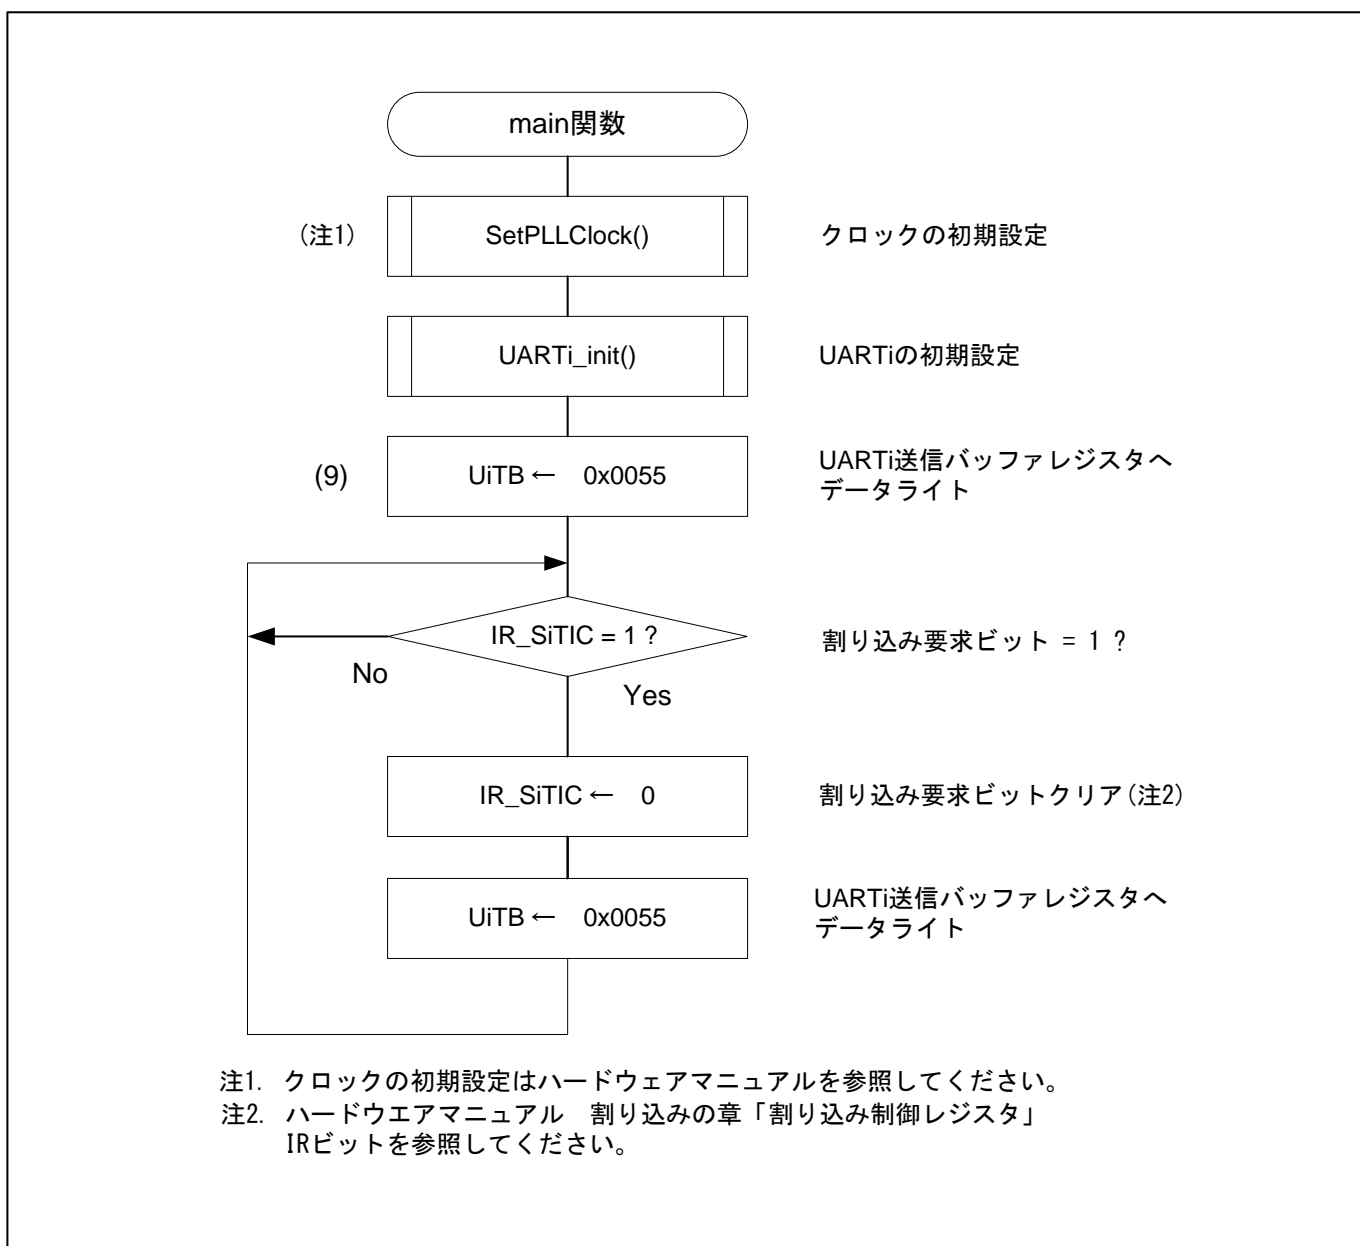 main関数
(注1)
SetPLLClock()
クロックの初期設定
UARTi_init()
UARTiの初期設定
(9)
UiTB ← 0x0055
UARTi送信バッファレジスタへ
データライト
IR_SiTIC = 1 ?
割り込み要求ビット = 1 ?
No
Yes
IR_SiTIC ← 0
割り込み要求ビットクリア(注2)
UiTB ← 0x0055
UARTi送信バッファレジスタへ
データライト
注1. クロックの初期設定はハードウェアマニュアルを参照してください。
注2. ハードウエアマニュアル 割り込みの章「割り込み制御レジスタ」
IRビットを参照してください。